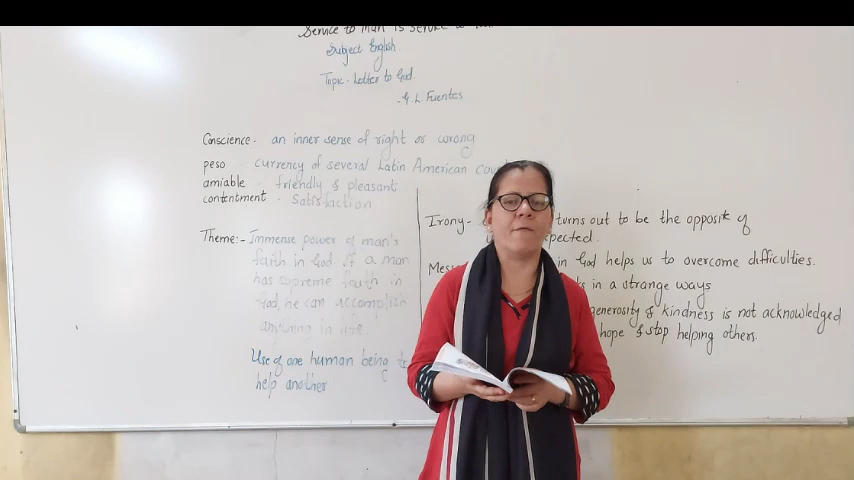 Service to man is service
Subject English
Topic - Letter to God.
- G. L. Fuentes
Conscience - an inner sense of right or wrong
peso - currency of several Latin American
amiable - friendly & pleasant
contentment - Satisfaction
Theme:- Immense power of man's
faith in God. If a man
has supreme faith in
God, he can accomplish
anything in life.
Use of one human being to
help another
Irony- turns out to be the opposite of
expected.
in God helps us to overcome difficulties.
in a strange ways
generosity & kindness is not acknowledged
hope & stop helping others.